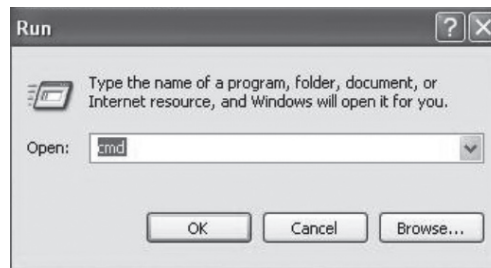 Run
Type the name of a program, folder, document, or
Internet resource, and Windows will open it for you.
Open: cmd
OK Cancel Browse...